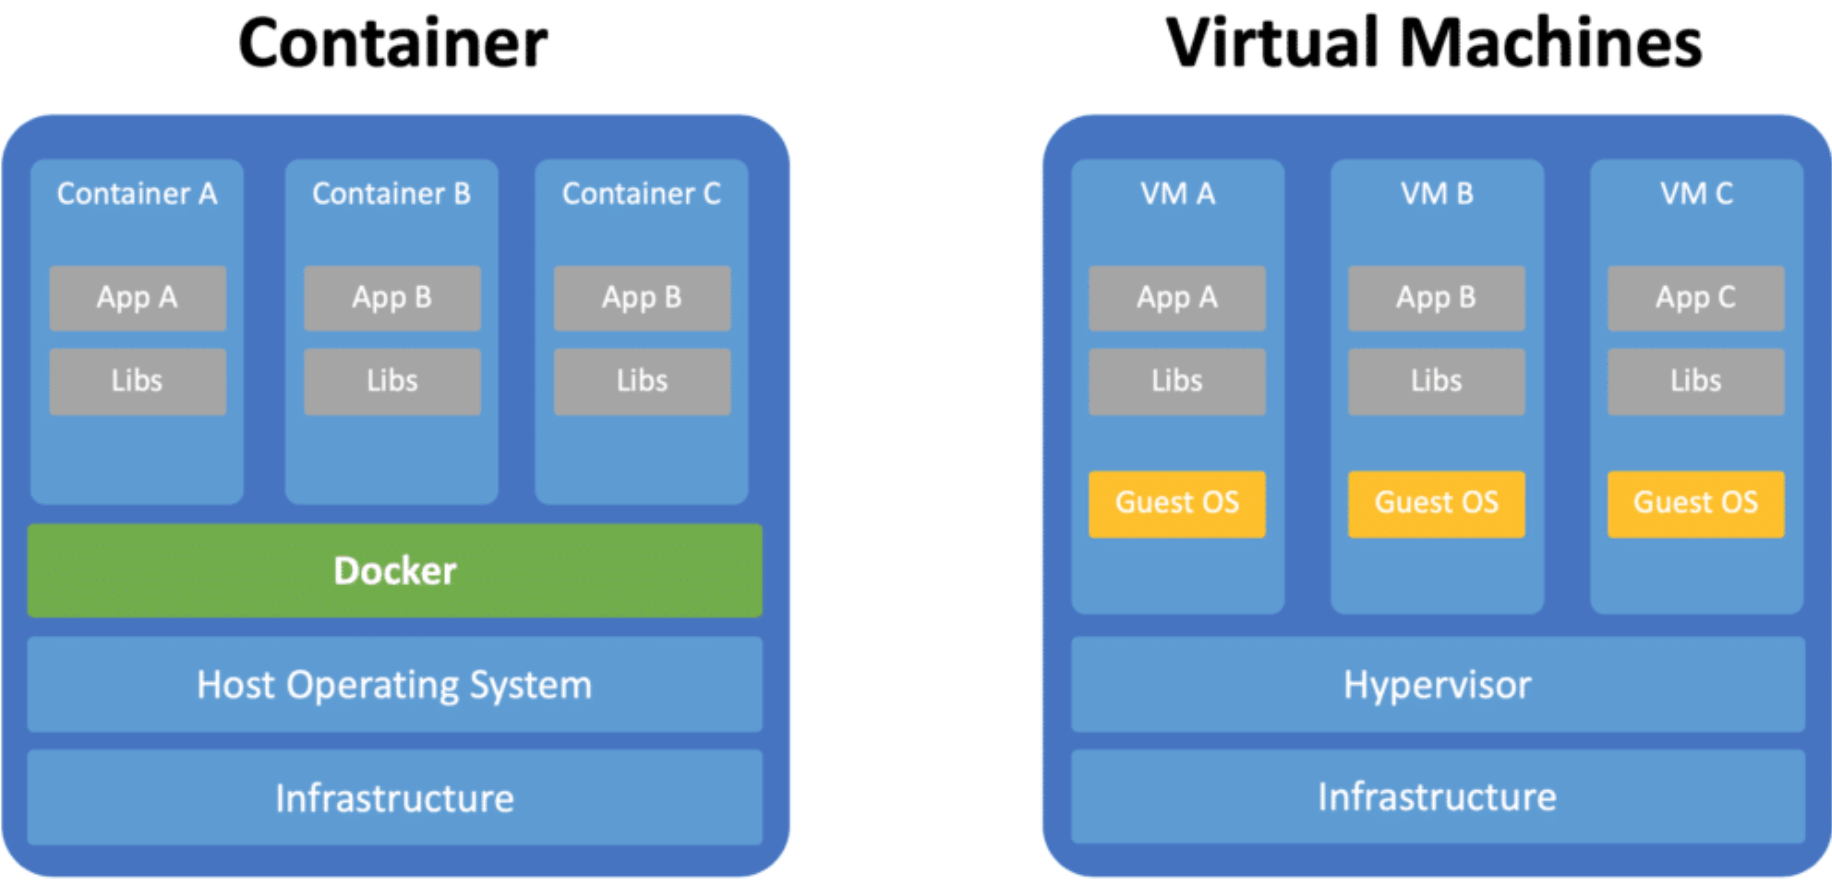 Container
Container A
App A
Libs
Container B
App B
Libs
Container C
App B
Libs
Docker
Host Operating System
Infrastructure
Virtual Machines
VM A
App A
Libs
Guest OS
VM B
App B
Libs
Guest OS
VM C
App C
Libs
Guest OS
Hypervisor
Infrastructure